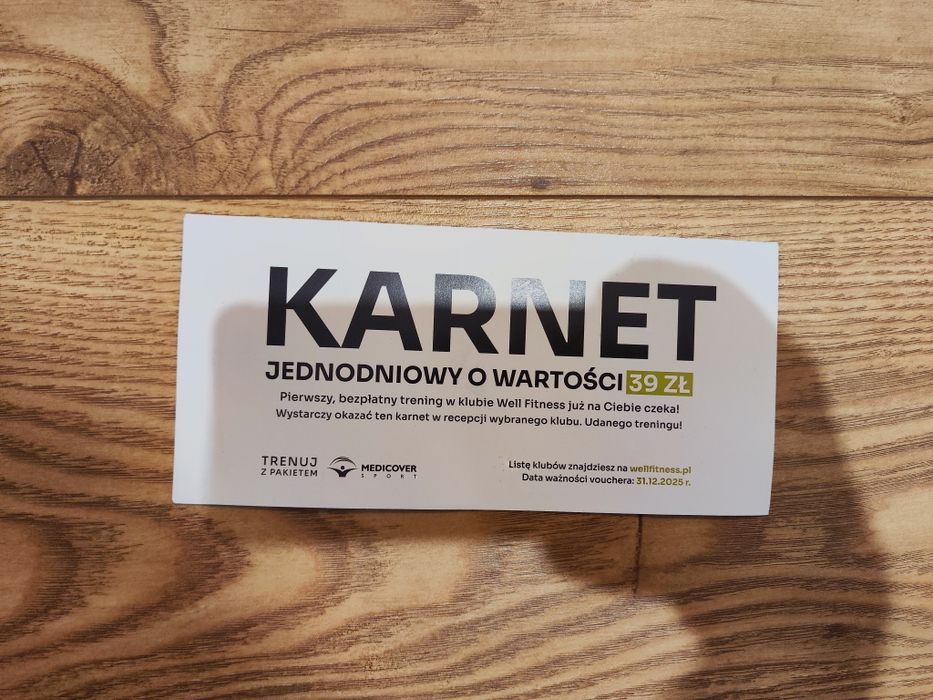 KARNET
JEDNODNIOWY O WARTOŚCI 39 ZŁ
Pierwszy, bezpłatny trening w klubie Well Fitness już na Ciebie czeka!
Wystarczy okazać ten karnet w recepcji wybranego klubu. Udanego treningu!
TRENUJ
Z PAKIETEM
MEDICOVER
SPORT
Listę klubów znajdziesz na wellfitness.pl
Data ważności vouchera: 31.12.2025 r.